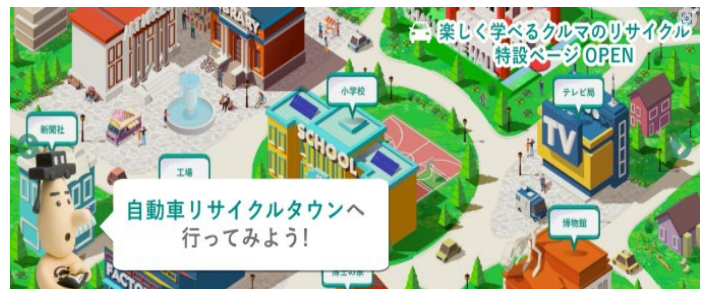 楽しく学べるクルマのリサイクル
特設ページ OPEN
LIBRARY
小学校
テレビ局
新聞社
SCHOOL
TV
工場
自動車リサイクルタウンへ
行ってみよう!
博物館
FACTORY
博士の家